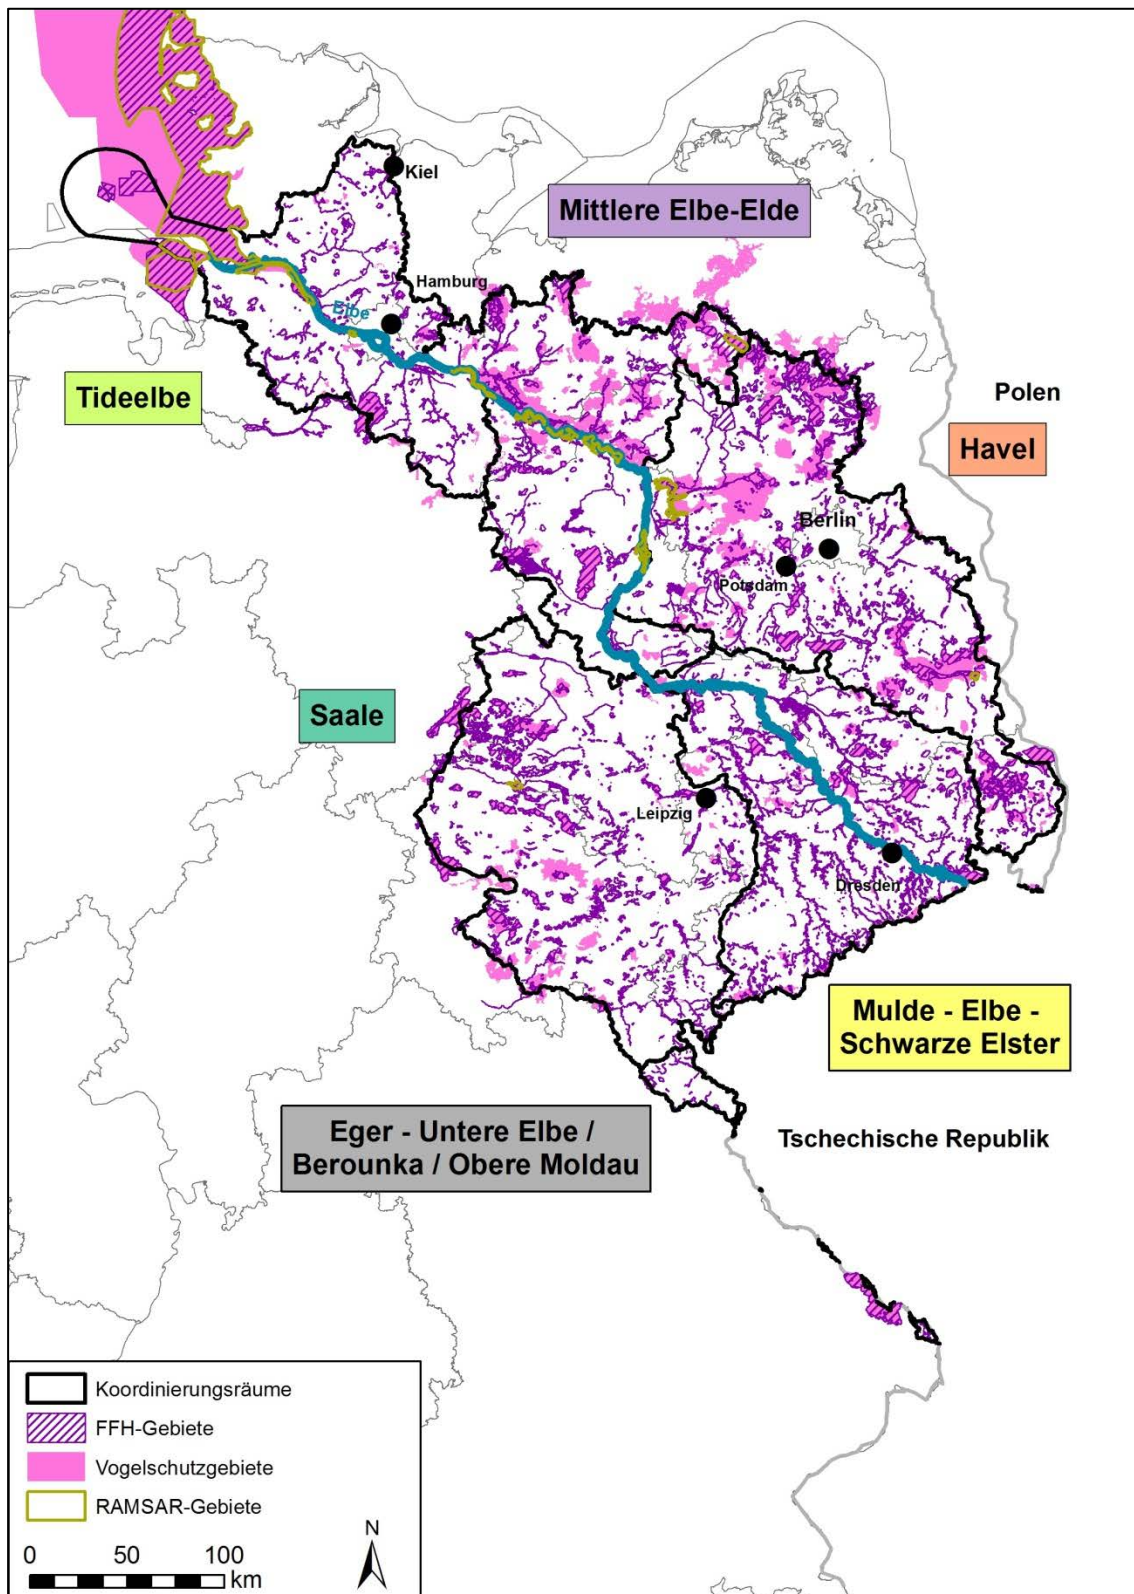 Kiel
Mittlere Elbe-Elde
Hamburg
Elbe
Tideelbe
Polen
Havel
Berlin
Potsdam
Saale
Leipzig
Dresden
Mulde - Elbe -
Schwarze Elster
Eger - Untere Elbe /
Berounka / Obere Moldau
Tschechische Republik
Koordinierungsräume
FFH-Gebiete
Vogelschutzgebiete
RAMSAR-Gebiete
N
0 50 100
km